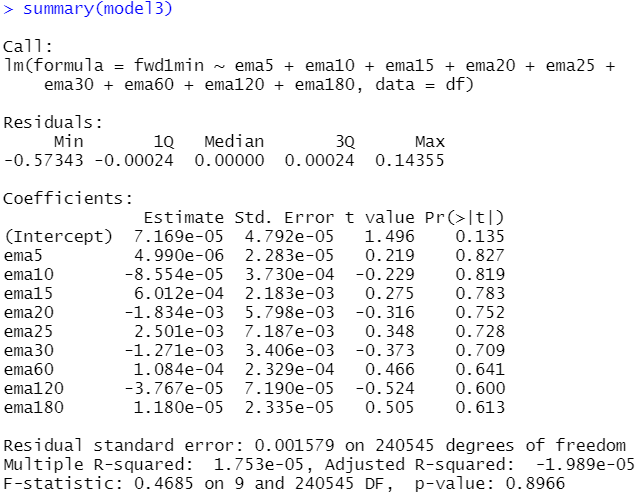 > summary(model3)
Call:
lm(formula = fwd1min ~ ema5 + ema10 + ema15 + ema20 + ema25 +
ema30 + ema60 + ema120 + ema180, data = df)
Residuals:
Min 1Q Median 3Q Max
-0.57343 -0.00024 0.00000 0.00024 0.14355
Coefficients:
Estimate Std. Error t value Pr(>|t|)
(Intercept) 7.169e-05 4.792e-05 1.496 0.135
ema5 4.990e-06 2.283e-05 0.219 0.827
ema10 -8.554e-05 3.730e-04 -0.229 0.819
ema15 6.012e-04 2.183e-03 0.275 0.783
ema20 -1.834e-03 5.798e-03 -0.316 0.752
ema25 2.501e-03 7.187e-03 0.348 0.728
ema30 -1.271e-03 3.406e-03 -0.373 0.709
ema60 1.084e-04 2.329e-04 0.466 0.641
ema120 -3.767e-05 7.190e-05 -0.524 0.600
ema180 1.180e-05 2.335e-05 0.505 0.613
Residual standard error: 0.001579 on 240545 degrees of freedom
Multiple R-squared: 1.753e-05, Adjusted R-squared: -1.989e-05
F-statistic: 0.4685 on 9 and 240545 DF, p-value: 0.8966